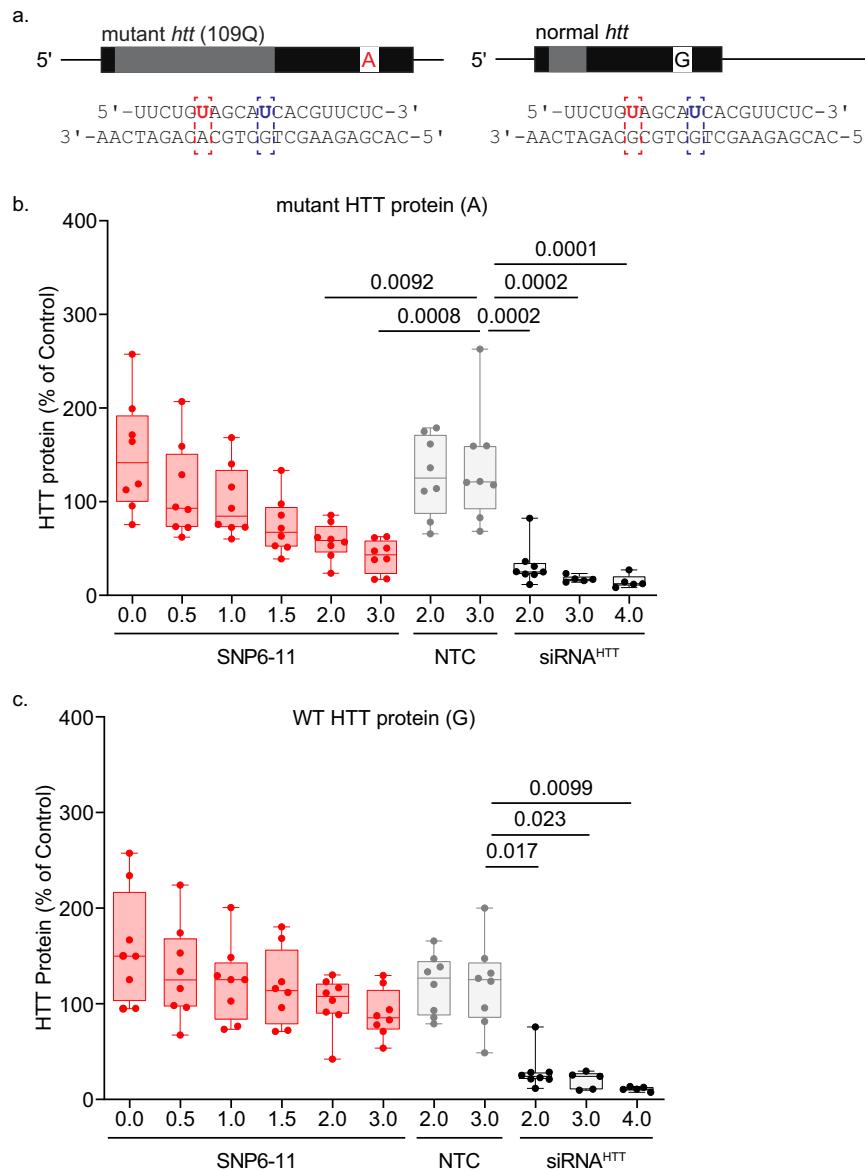 a.
mutant htt (109Q)
normal htt
5' A
5' G
5'-UUCUGUAGCAUCACGUUCUC-3'
3'-AACTAGACACGTCGTCGAAGAGCAC-5'
5'-UUCUGUAGCAUCACGUUCUC-3'
3'-AACTAGACGCGTCGTCGAAGAGCAC-5
b.
mutant HTT protein (A)
HTT protein (% of Control)
400
300
200
100
0
0.0001
0.0092 0.0002
0.0008 0.0002
0.0 0.5 1.0 1.5 2.0 3.0 2.0 3.0 2.0 3.0 4.0
SNP6-11 NTC siRNAHTT
c.
WT HTT protein (G)
HTT Protein (% of Control)
400
300
200
100
0
0.0099
0.023
0.017
0.0 0.5 1.0 1.5 2.0 3.0 2.0 3.0 2.0 3.0 4.0
SNP6-11 NTC siRNAHTT